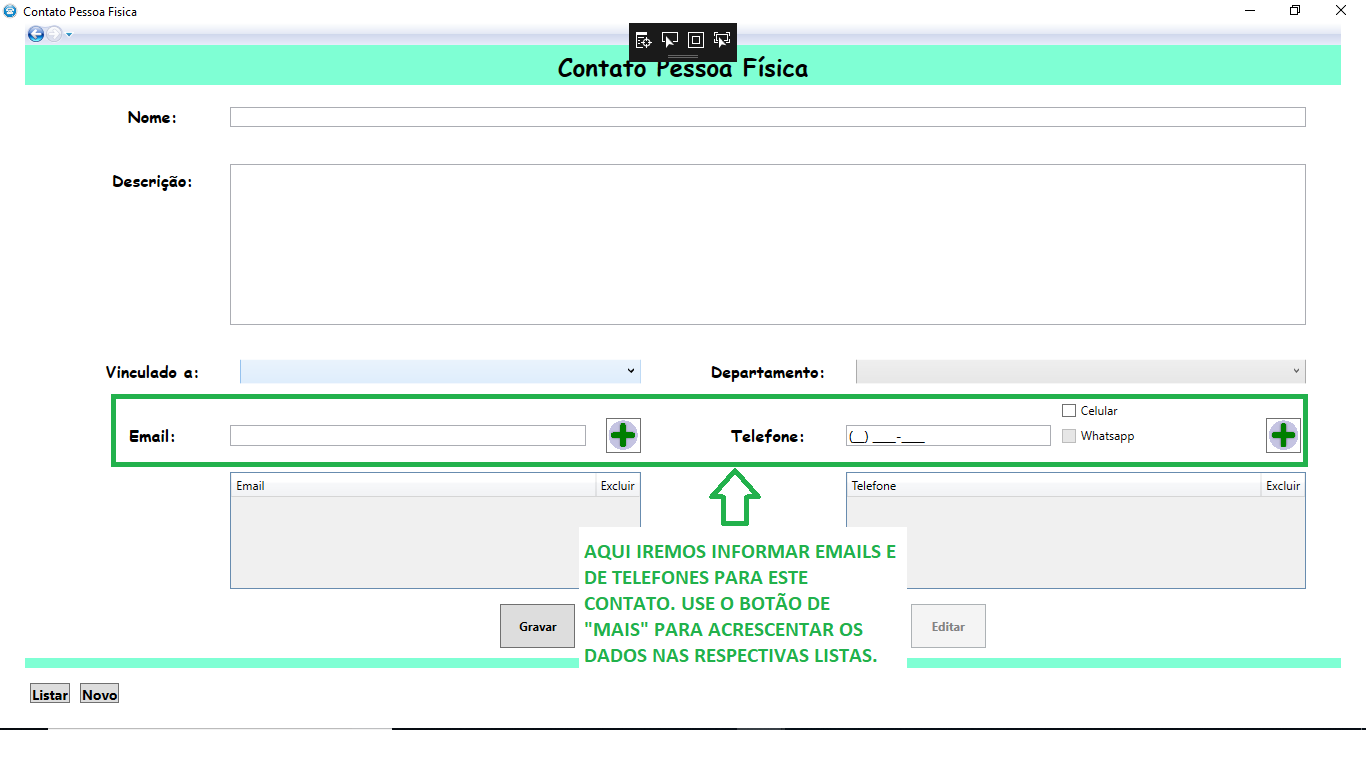 Contato Pessoa Fisica
Contato Pessoa Física
Nome:
Descrição:
Vinculado a:
Departamento:
Celular
Email:
Telefone:
(__) ____-____
Whatsapp
Email Excluir
Telefone Excluir
AQUI IREMOS INFORMAR EMAILS E
DE TELEFONES PARA ESTE
CONTATO. USE O BOTÃO DE
"MAIS" PARA ACRESCENTAR OS
DADOS NAS RESPECTIVAS LISTAS.
Gravar
Editar
Listar Novo